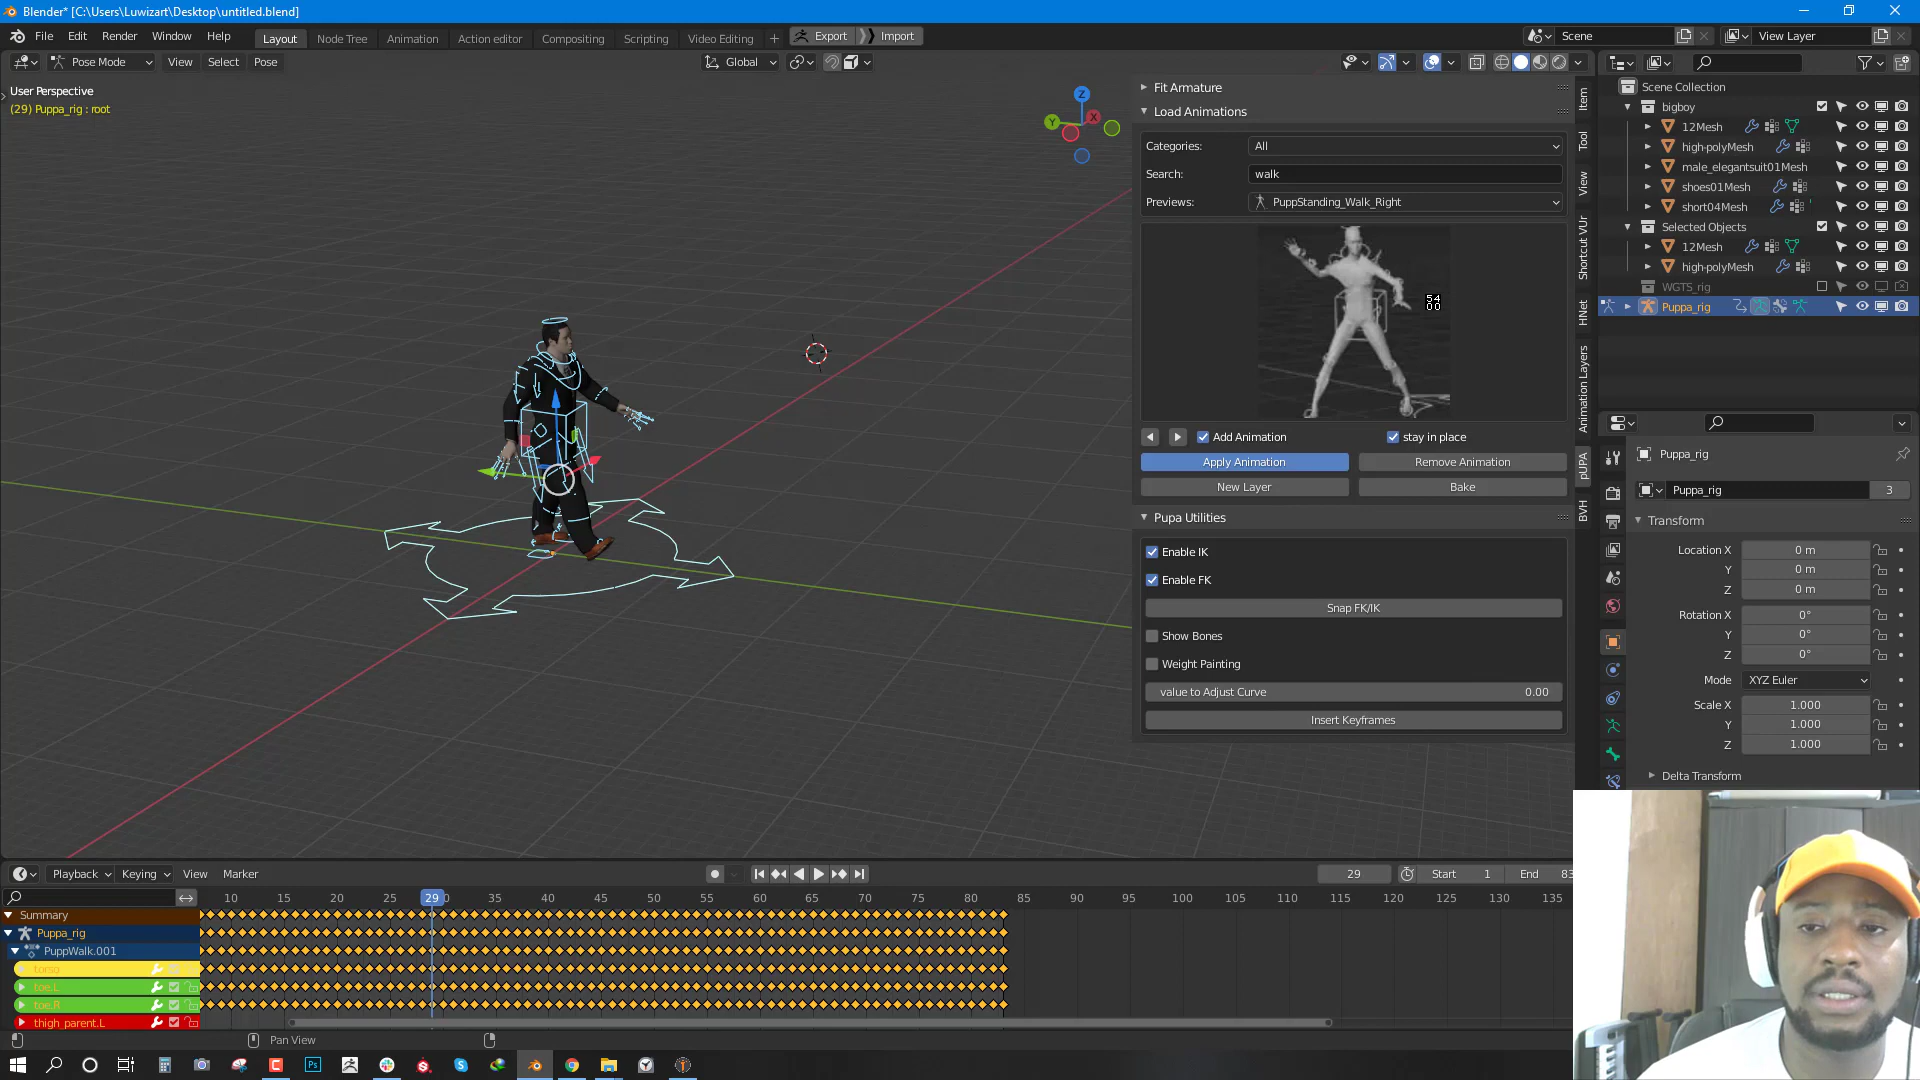 Blender* [C:\Users\Luwizart\Desktop\untitled.blend]
File Edit Render Window Help
Layout Node Tree Animation Action editor Compositing Scripting Video Editing + Export Import
Scene View Layer
Pose Mode View Select Pose Global
User Perspective
(29) Puppa_rig : root
Z
Y
X
Fit Armature
Load Animations
Categories: All
Search: walk
Previews: PuppStanding_Walk_Right
54
00
Add Animation stay in place
Apply Animation Remove Animation
New Layer Bake
Pupa Utilities
Enable IK
Enable FK
Snap FK/IK
Show Bones
Weight Painting
value to Adjust Curve 0.00
Insert Keyframes
Item
Tool
View
Shortcut VUr
HNet
Animation Layers
pUPA
BVH
Scene Collection
bigboy
12Mesh
high-polyMesh
male_elegantsuit01Mesh
shoes01Mesh
short04Mesh
Selected Objects
12Mesh
high-polyMesh
WGTS_rig
Puppa_rig
Puppa_rig
Puppa_rig 3
Transform
Location X 0 m
Y 0 m
Z 0 m
Rotation X 0°
Y 0°
Z 0°
Mode XYZ Euler
Scale X 1.000
Y 1.000
Z 1.000
Delta Transform
Playback Keying View Marker 29 Start 1 End 83
10 15 20 25 29 30 35 40 45 50 55 60 65 70 75 80 85 90 95 100 105 110 115 120 125 130 135
Summary
Puppa_rig
PuppWalk.001
torso
toe.L
toe.R
thigh_parent.L
Pan View
Ps